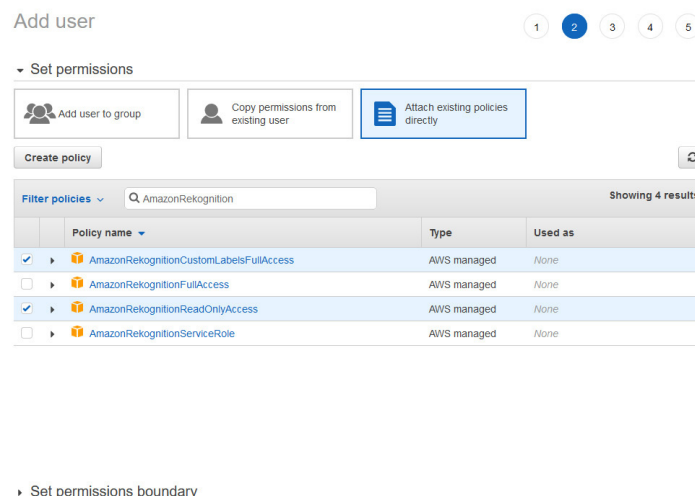 Add user
1 2 3 4 5
Set permissions
Add user to group
Copy permissions from
existing user
Attach existing policies
directly
Create policy
Filter policies
AmazonRekognition
Showing 4 results
Policy name Type Used as
AmazonRekognitionCustomLabelsFullAccess AWS managed None
AmazonRekognitionFullAccess AWS managed None
AmazonRekognitionReadOnlyAccess AWS managed None
AmazonRekognitionServiceRole AWS managed None
Set permissions boundary